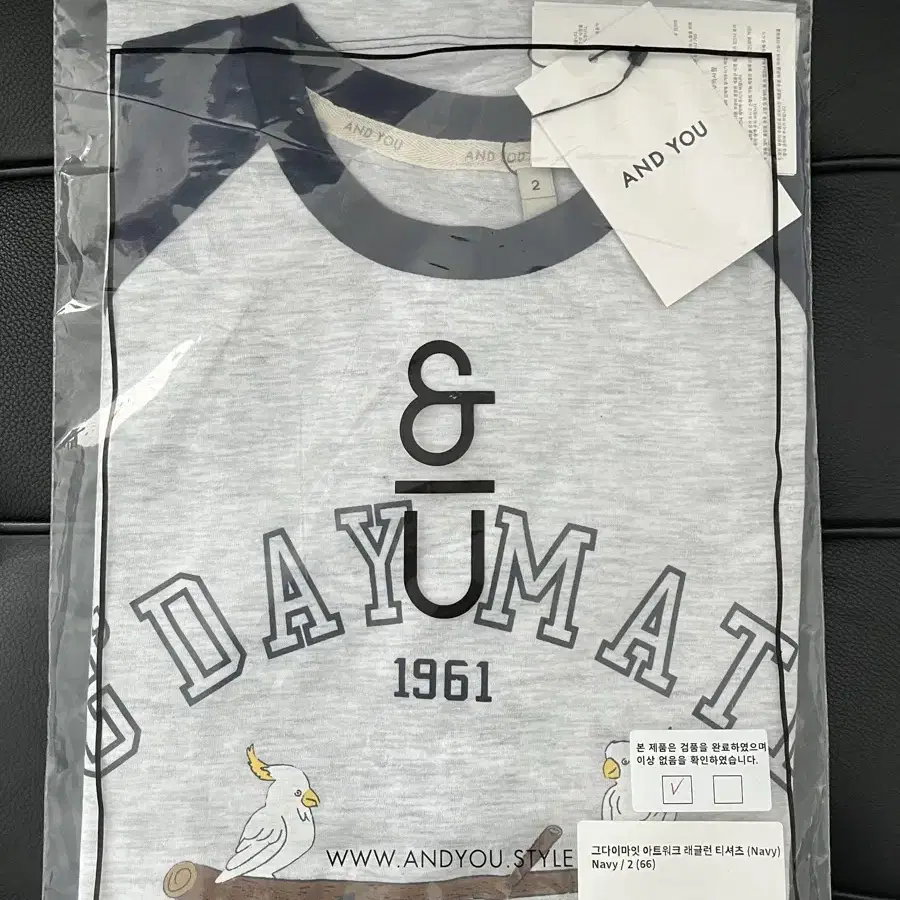 AND YOU
AND YOU
2
AND YOU
&
U
GDAY MAT
1961
본 제품은 검품을 완료하였으며
이상 없음을 확인하였습니다.
WWW.ANDYOU.STYLE
그다이마잇 아트워크 래글런 티셔츠 (Navy)
Navy / 2 (66)